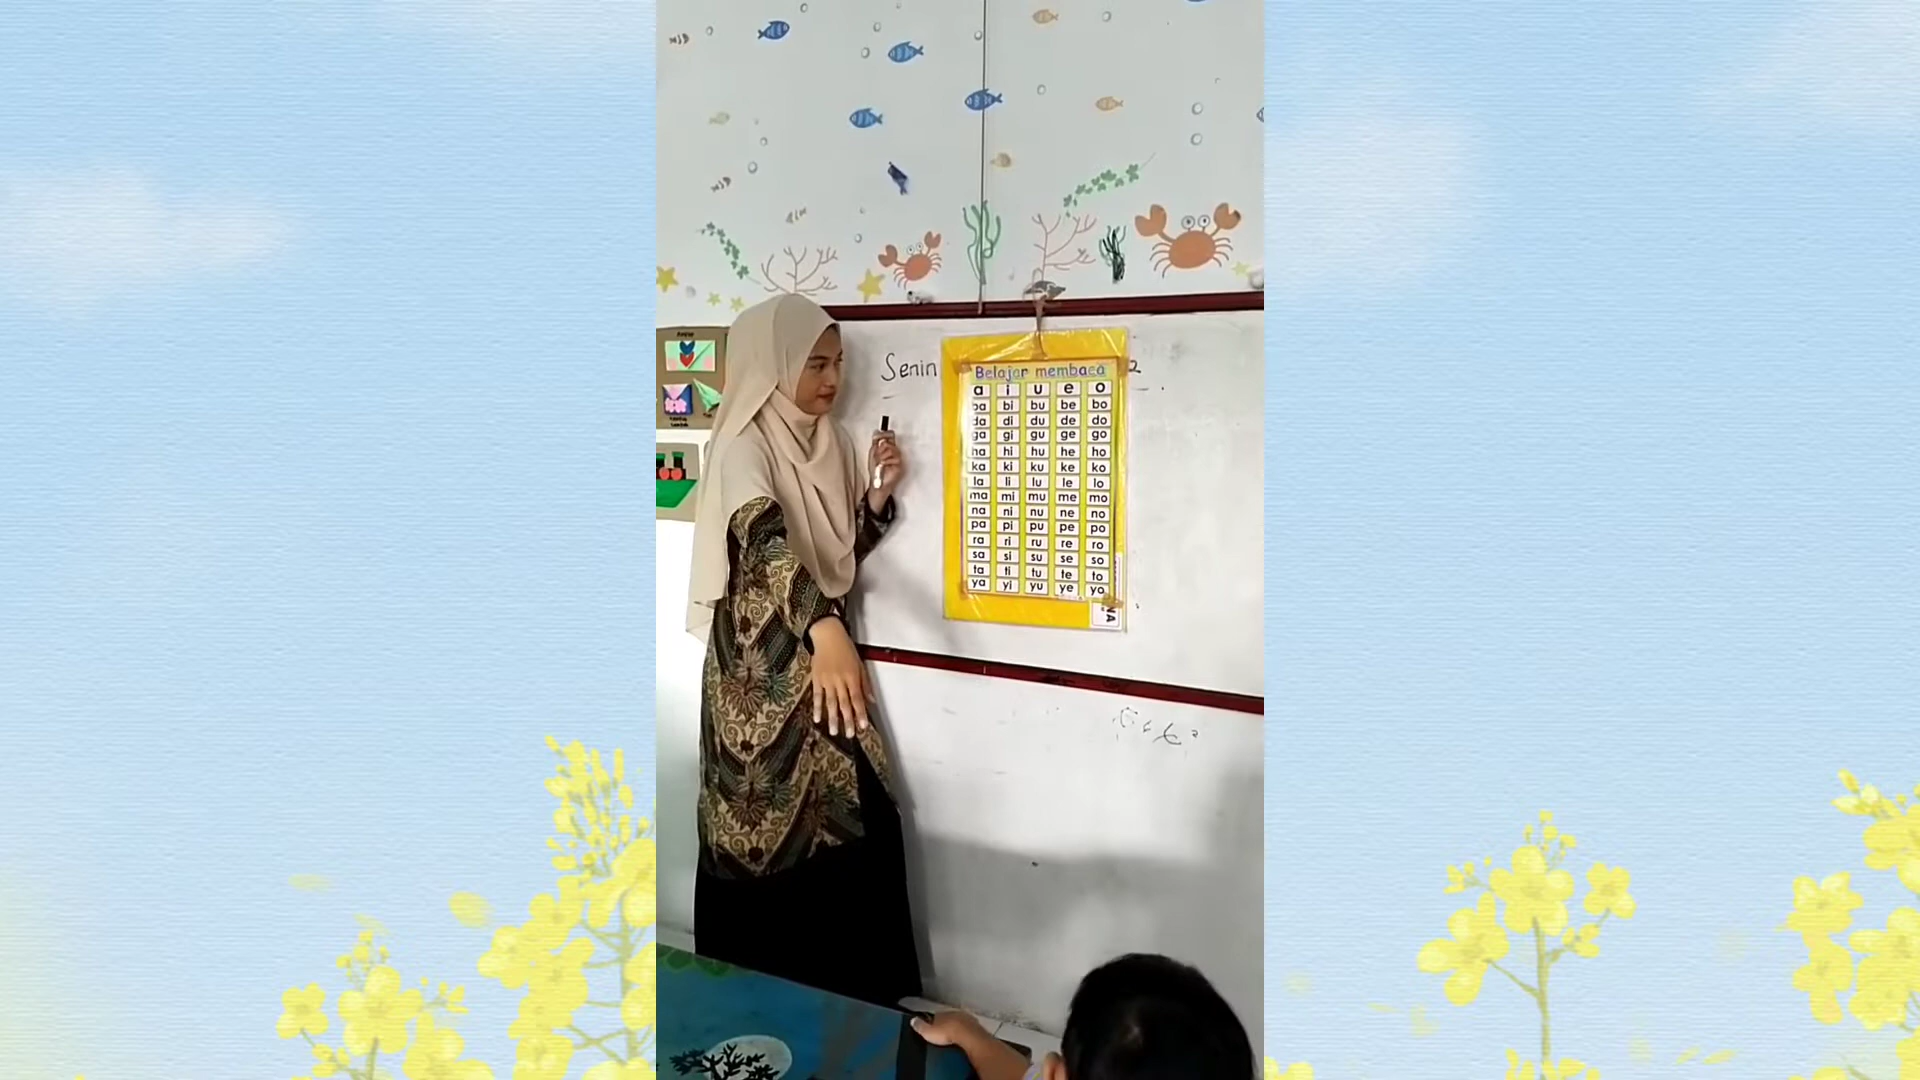 Senin
Belajar membaca
a i u e o
ba bi bu be bo
da di du de do
ga gi gu ge go
ha hi hu he ho
ka ki ku ke ko
la li lu le lo
ma mi mu me mo
na ni nu ne no
pa pi pu pe po
ra ri ru re ro
sa si su se so
ta ti tu te to
ya yi yu ye yo
NA